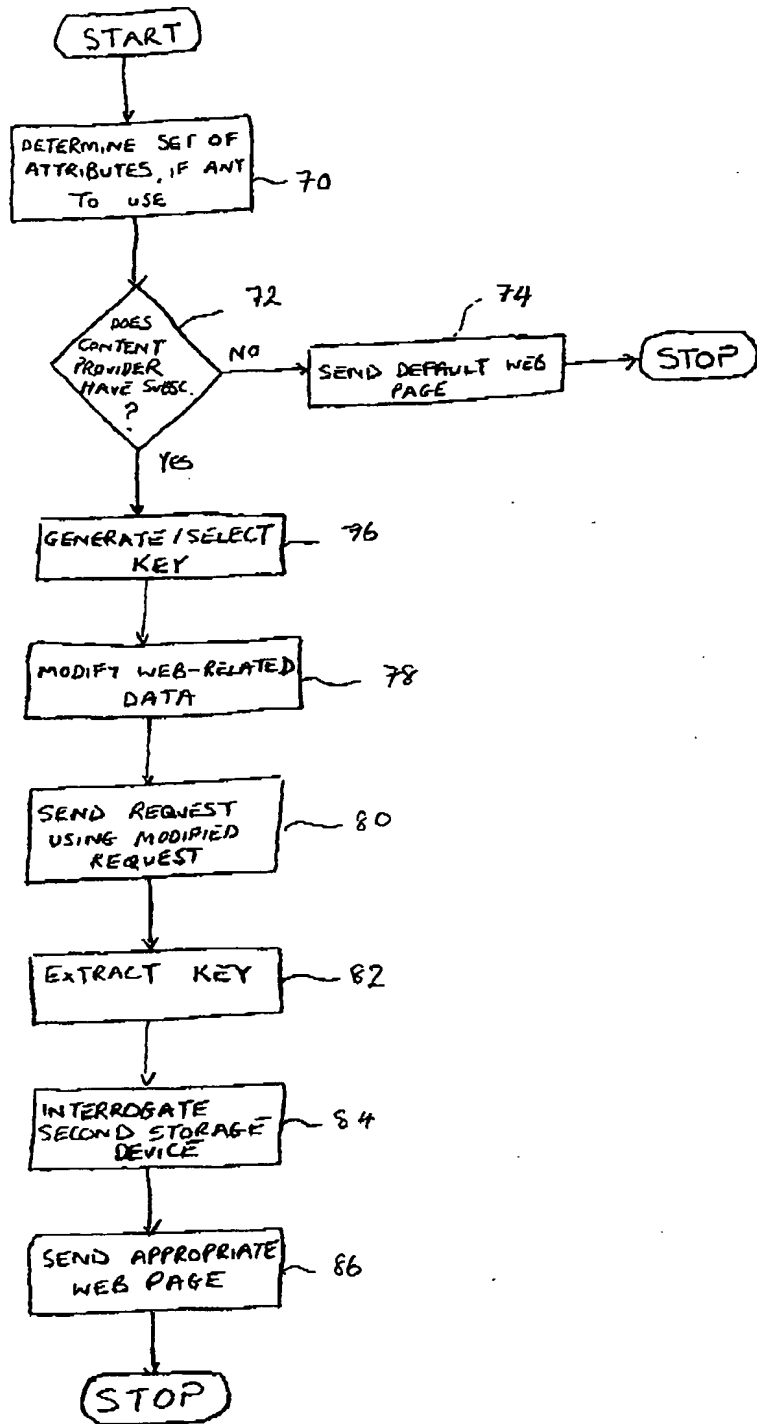 START
DETERMINE SET OF
ATTRIBUTES, IF ANY
TO USE
70
72
DOES
CONTENT
PROVIDER
HAVE SUBSC.
?
NO
74
SEND DEFAULT WEB
PAGE
STOP
YES
GENERATE/SELECT
KEY
76
MODIFY WEB-RELATED
DATA
78
SEND REQUEST
USING MODIFIED
REQUEST
80
EXTRACT KEY
82
INTERROGATE
SECOND STORAGE
DEVICE
84
SEND APPROPRIATE
WEB PAGE
86
STOP